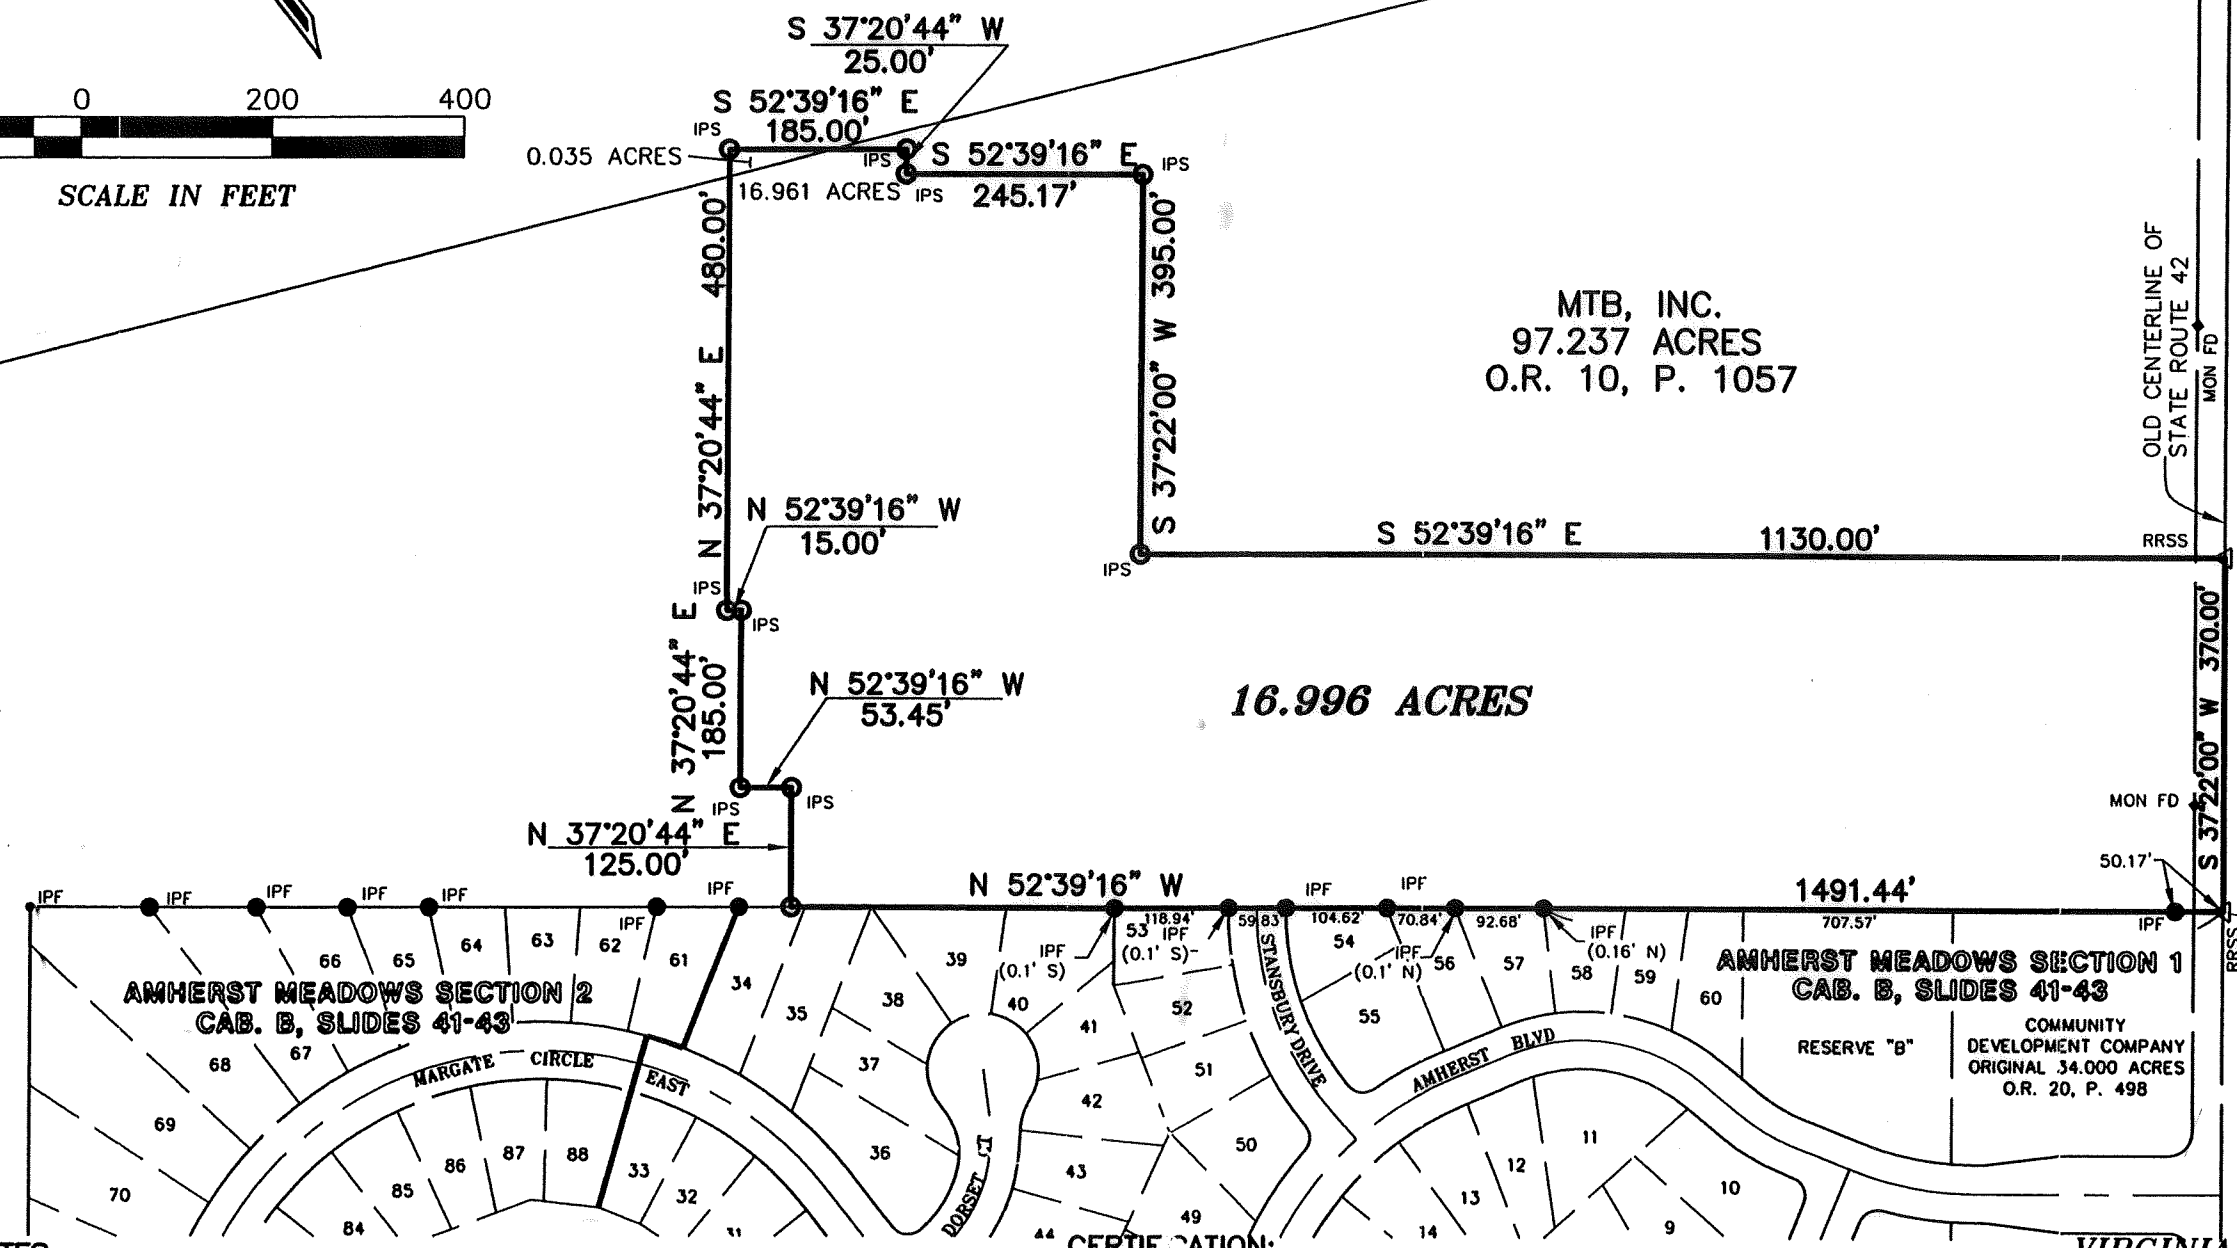 S 37°20'44" W
25.00'
0 200 400
SCALE IN FEET
S 52°39'16" E
185.00'
IPS
0.035 ACRES
IPS
S 52°39'16" E
IPS
16.961 ACRES
IPS
245.17'
N 37°20'44" E 480.00'
S 37°22'00" W 395.00'
MTB, INC.
97.237 ACRES
O.R. 10, P. 1057
OLD CENTERLINE OF
STATE ROUTE 42
MON FD
N 52°39'16" W
15.00'
S 52°39'16" E 1130.00'
RRSS
IPS
IPS
IPS
N 37°20'44" E
185.00'
N 52°39'16" W
53.45'
16.996 ACRES
S 37°22'00" W 370.00'
IPS
IPS
MON FD
N 37°20'44" E
125.00'
50.17'
N 52°39'16" W
1491.44'
IPF
IPF
IPF
IPF
IPF
IPF
IPF
IPF
IPF
118.94'
59.83'
104.62'
70.84'
92.68'
707.57'
IPF
RRSS
IPF
(0.1' S)
IPF
(0.1' S)
IPF
(0.1' N)
IPF
(0.16' N)
66
65
64
63
62
61
34
35
38
39
40
41
53
52
54
55
56
57
58
59
60
AMHERST MEADOWS SECTION 2
CAB. B, SLIDES 41-43
AMHERST MEADOWS SECTION 1
CAB. B, SLIDES 41-43
COMMUNITY
DEVELOPMENT COMPANY
ORIGINAL 34.000 ACRES
O.R. 20, P. 498
RESERVE "B"
STANSBURY DRIVE
AMHERST BLVD
MARGATE CIRCLE EAST
DORSET CT
67
68
69
70
84
85
86
87
88
33
32
31
36
37
42
43
44
49
50
51
14
13
12
11
10
9
CERTIFICATION: